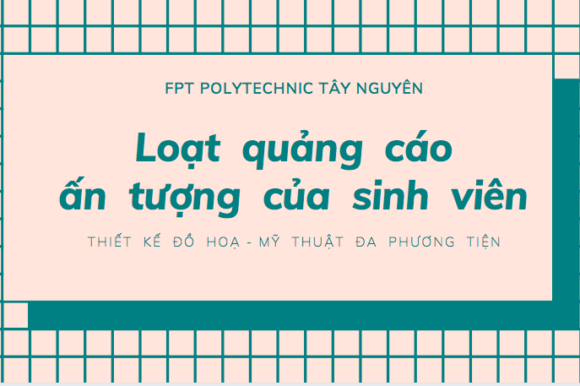 FPT POLYTECHNIC TÂY NGUYÊN
Loạt quảng cáo
ấn tượng của sinh viên
THIẾT KẾ ĐỒ HOẠ - MỸ THUẬT ĐA PHƯƠNG TIỆN